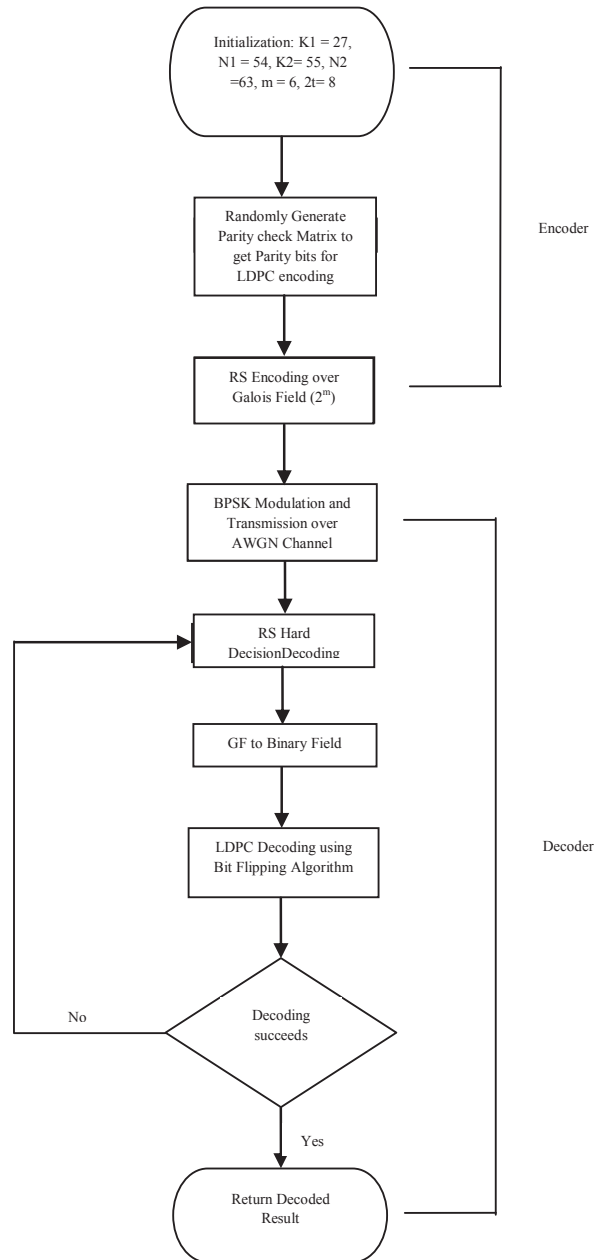 Initialization: K1 = 27,
N1 = 54, K2= 55, N2
=63, m = 6, 2t= 8
Randomly Generate
Parity check Matrix to
get Parity bits for
LDPC encoding
Encoder
RS Encoding over
Galois Field (2^m)
BPSK Modulation and
Transmission over
AWGN Channel
RS Hard
DecisionDecoding
GF to Binary Field
LDPC Decoding using
Bit Flipping Algorithm
Decoder
Decoding
succeeds
No
Yes
Return Decoded
Result